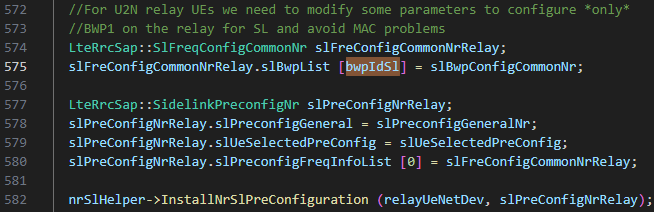 572 //For U2N relay UEs we need to modify some parameters to configure *only*
573 //BWP1 on the relay for SL and avoid MAC problems
574 LteRrcSap::SlFreqConfigCommonNr slFreConfigCommonNrRelay;
575 slFreConfigCommonNrRelay.slBwpList [bwpIdSl] = slBwpConfigCommonNr;
576
577 LteRrcSap::SidelinkPreconfigNr slPreConfigNrRelay;
578 slPreConfigNrRelay.slPreconfigGeneral = slPreconfigGeneralNr;
579 slPreConfigNrRelay.slUeSelectedPreConfig = slUeSelectedPreConfig;
580 slPreConfigNrRelay.slPreconfigFreqInfoList [0] = slFreConfigCommonNrRelay;
581
582 nrSlHelper->InstallNrSlPreConfiguration (relayUeNetDev, slPreConfigNrRelay);